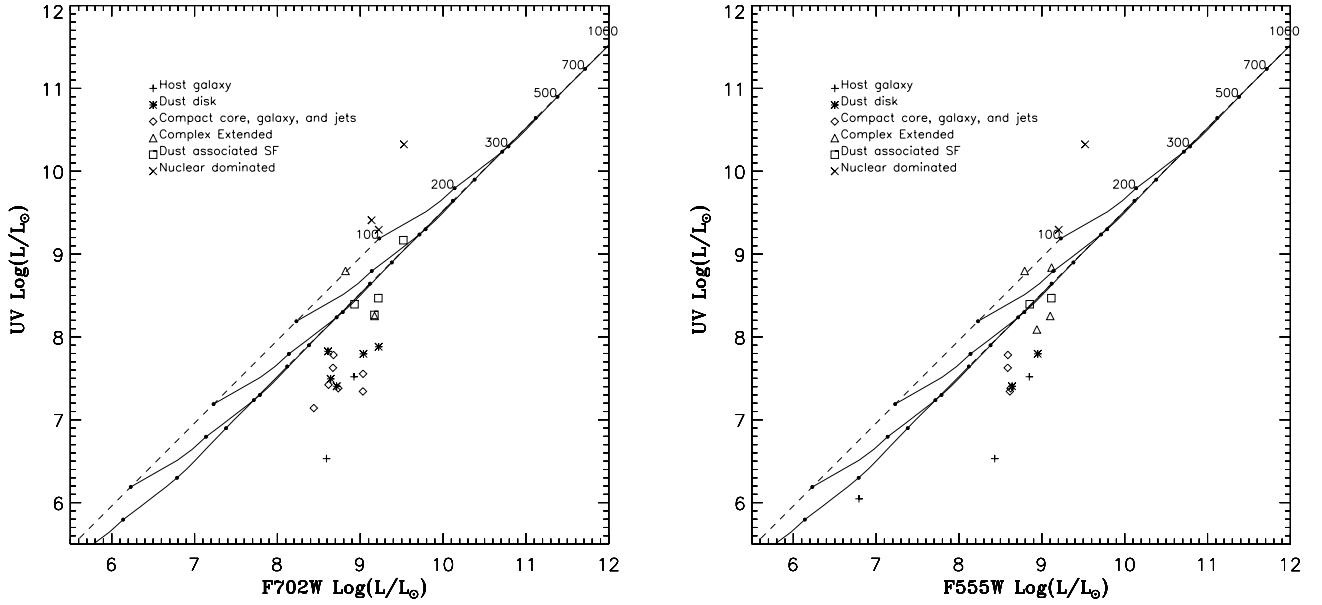 12
11
10
9
8
7
6
UV Log(L/L⊙)
1000
700
500
300
200
100
Host galaxy
Dust disk
Compact core, galaxy, and jets
Complex Extended
Dust associated SF
Nuclear dominated
6 7 8 9 10 11 12
F702W Log(L/L⊙)
12
11
10
9
8
7
6
UV Log(L/L⊙)
1000
700
500
300
200
100
Host galaxy
Dust disk
Compact core, galaxy, and jets
Complex Extended
Dust associated SF
Nuclear dominated
6 7 8 9 10 11 12
F555W Log(L/L⊙)